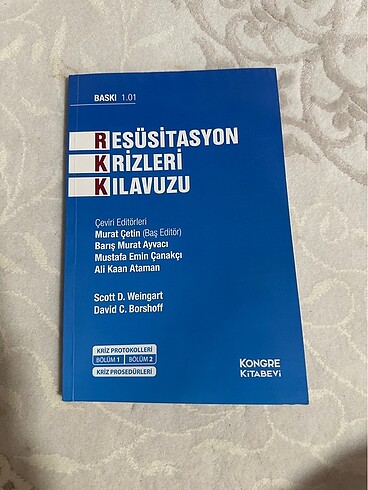 BASKI 1.01
RESÜSİTASYON
KRİZLERİ
KILAVUZU
Çeviri Editörleri
Murat Çetin (Baş Editör)
Barış Murat Ayvacı
Mustafa Emin Çanakçı
Ali Kaan Ataman
Scott D. Weingart
David C. Borshoff
KRİZ PROTOKOLLERİ
BÖLÜM 1 BÖLÜM 2
KRİZ PROSEDÜRLERİ
KONGRE
KİTABEVİ